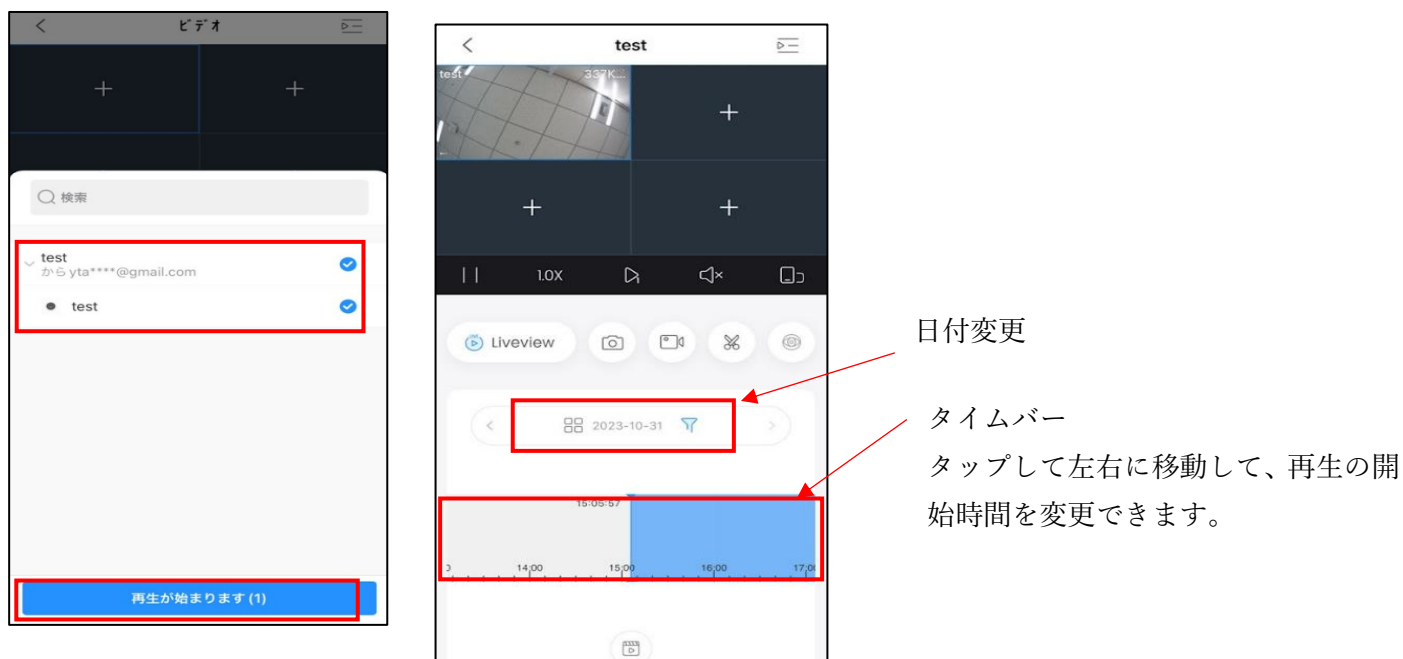 ビデオ
検索
test
から yta****@gmail.com
test
再生が始まります (1)
test
test 337K...
1.0X
Liveview
2023-10-31
15:05:57
14:00 15:00 16:00 17:0
日付変更
タイムバー
タップして左右に移動して、再生の開
始時間を変更できます。